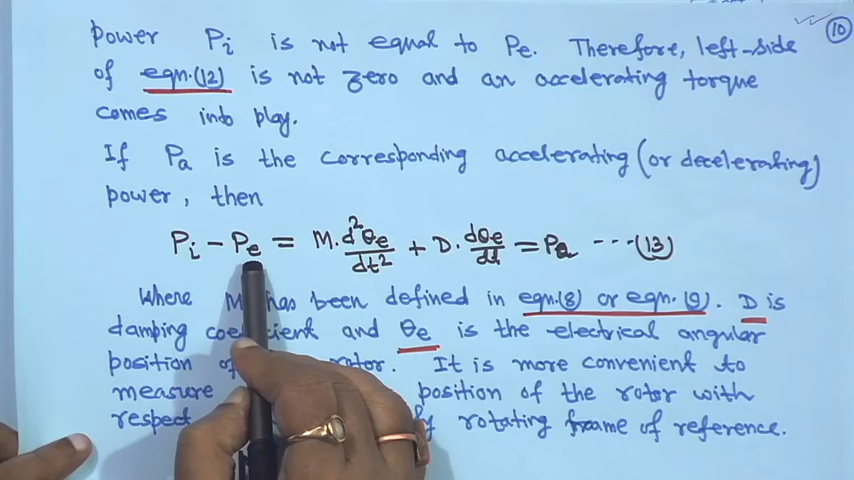 10
power Pi is not equal to Pe. Therefore, left-side
of eqn.(12) is not zero and an accelerating torque
comes into play.
If Pa is the corresponding accelerating (or decelerating)
power, then
Pi - Pe = M. d²θe/dt² + D. dθe/dt = Pa ---(13)
Where M has been defined in eqn.(8) or eqn.(9). D is
damping coefficient and θe is the electrical angular
position of rotor. It is more convenient to
measure position of the rotor with
respect rotating frame of reference.